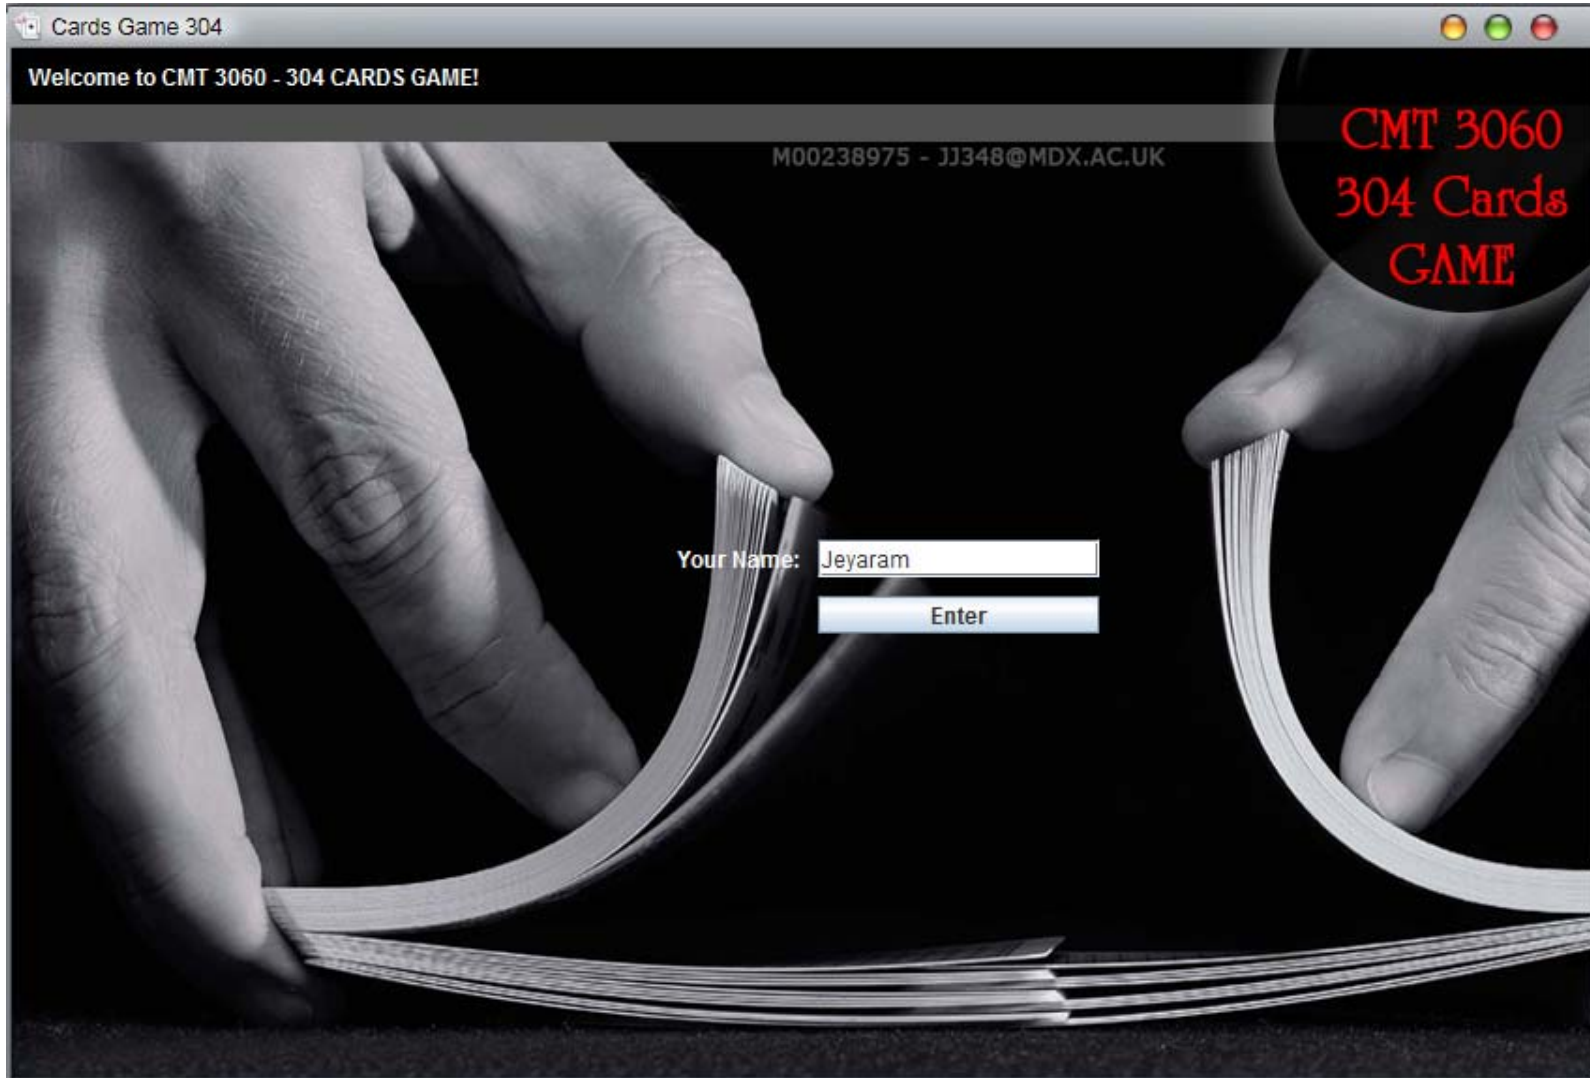 Cards Game 304
Welcome to CMT 3060 - 304 CARDS GAME!
CMT 3060
304 Cards
GAME
M00238975 - JJ348@MDX.AC.UK
Your Name: Jeyaram
Enter